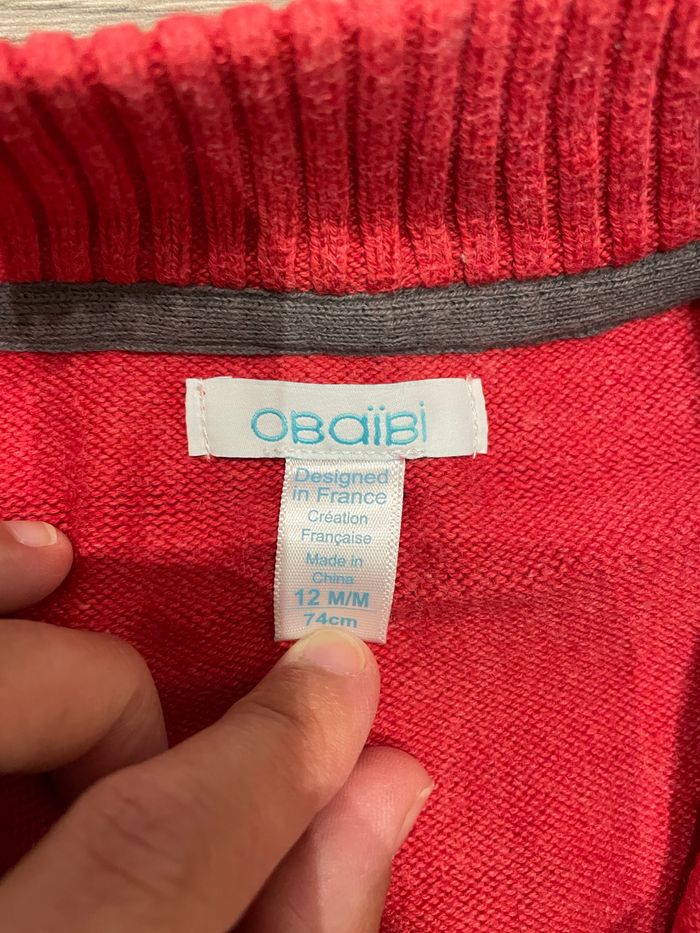 OBaïBi
Designed
in France
Création
Française
Made in
China
12 M/M
74cm